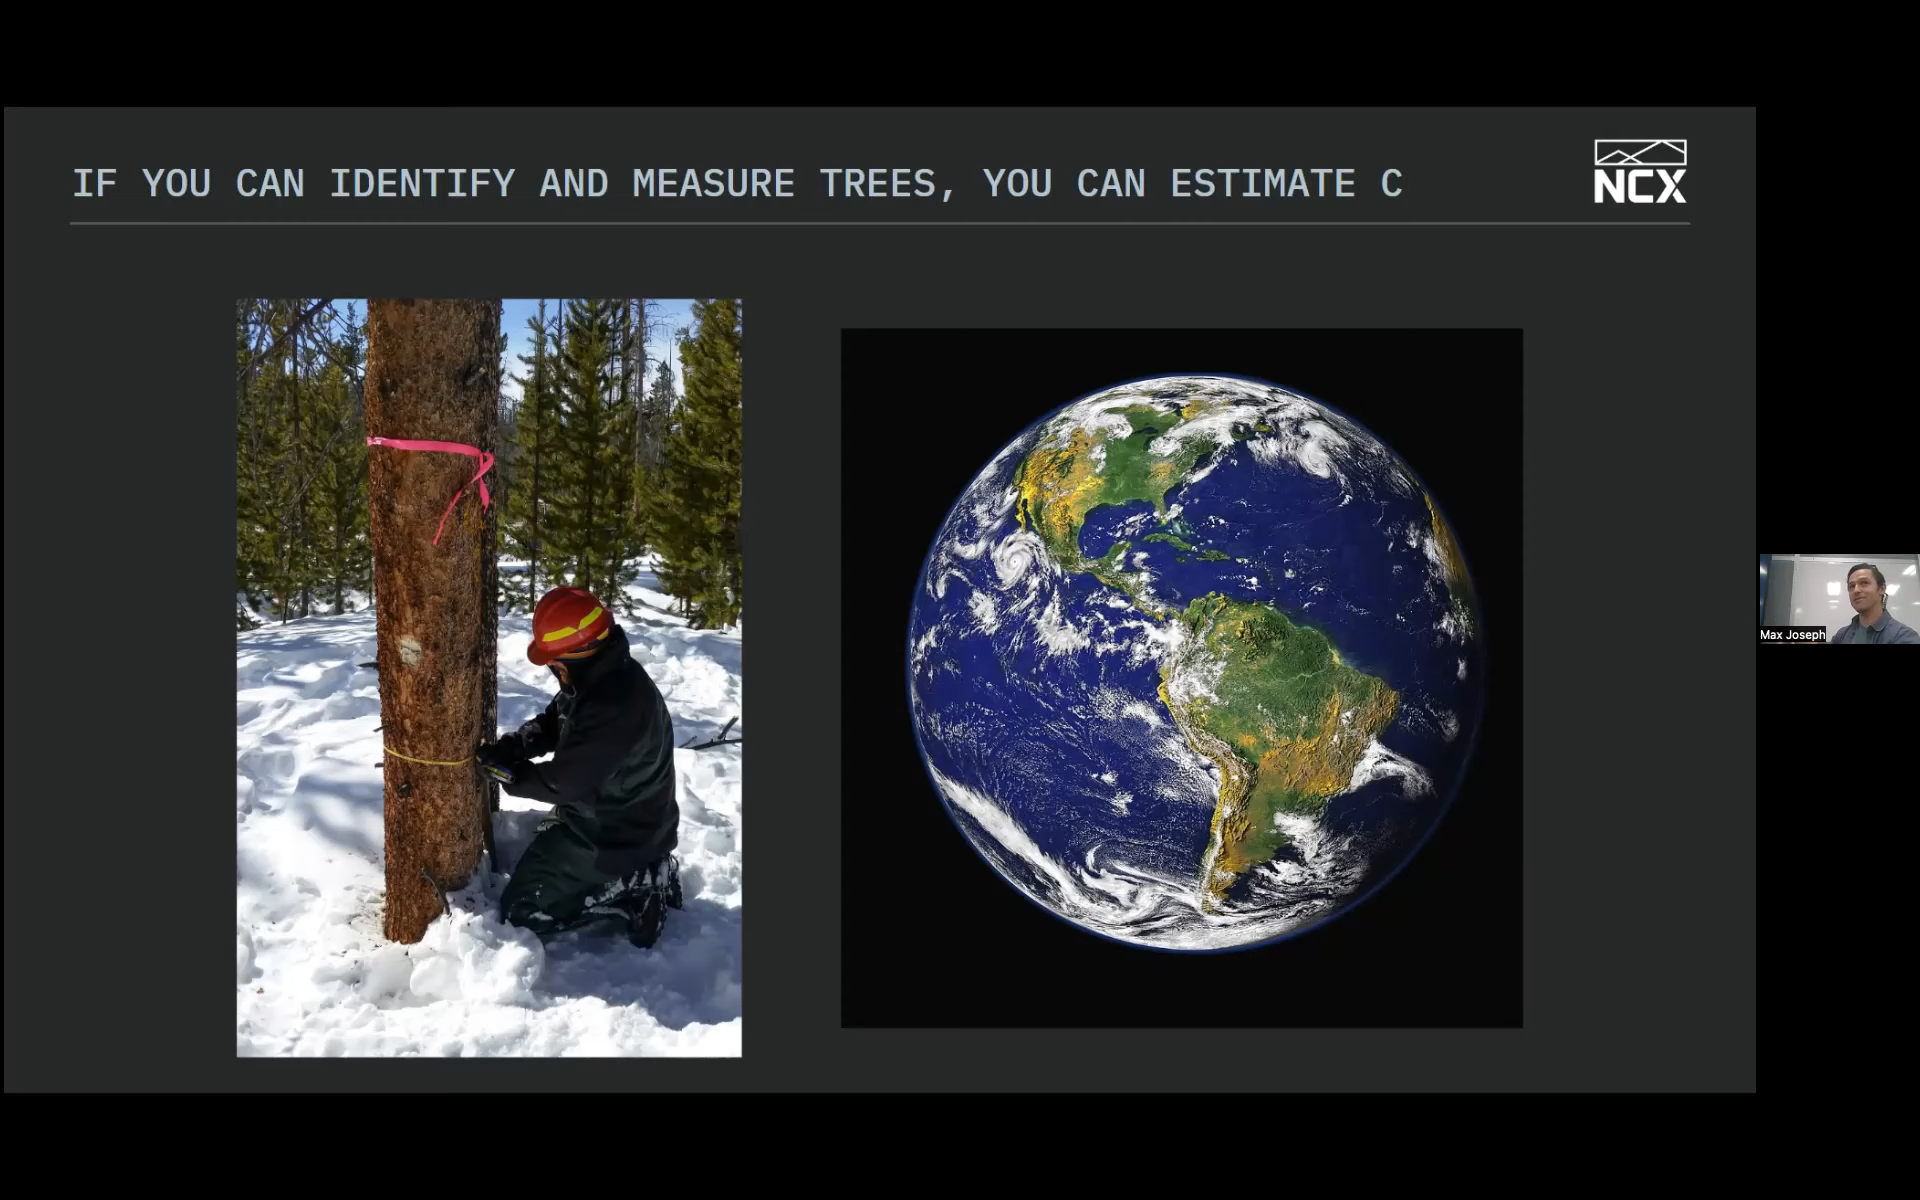 IF YOU CAN IDENTIFY AND MEASURE TREES, YOU CAN ESTIMATE C
NCX
Max Joseph